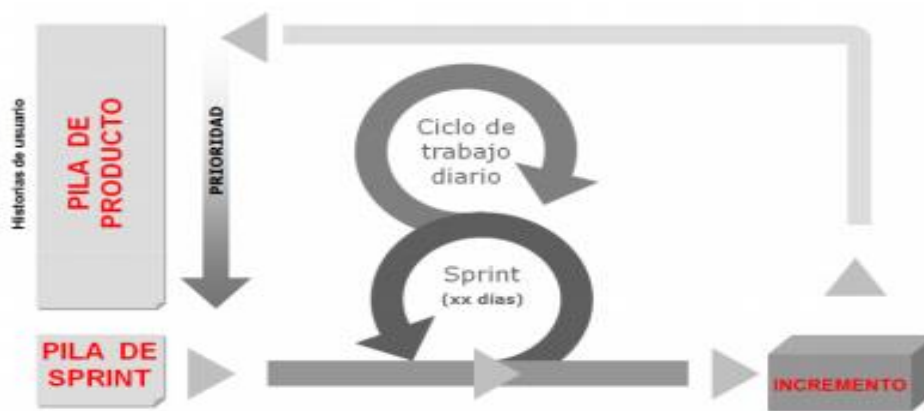 Historias de usuario
PILA DE
PRODUCTO
PRIORIDAD
Ciclo de
trabajo
diario
Sprint
(xx días)
PILA DE
SPRINT
INCREMENTO